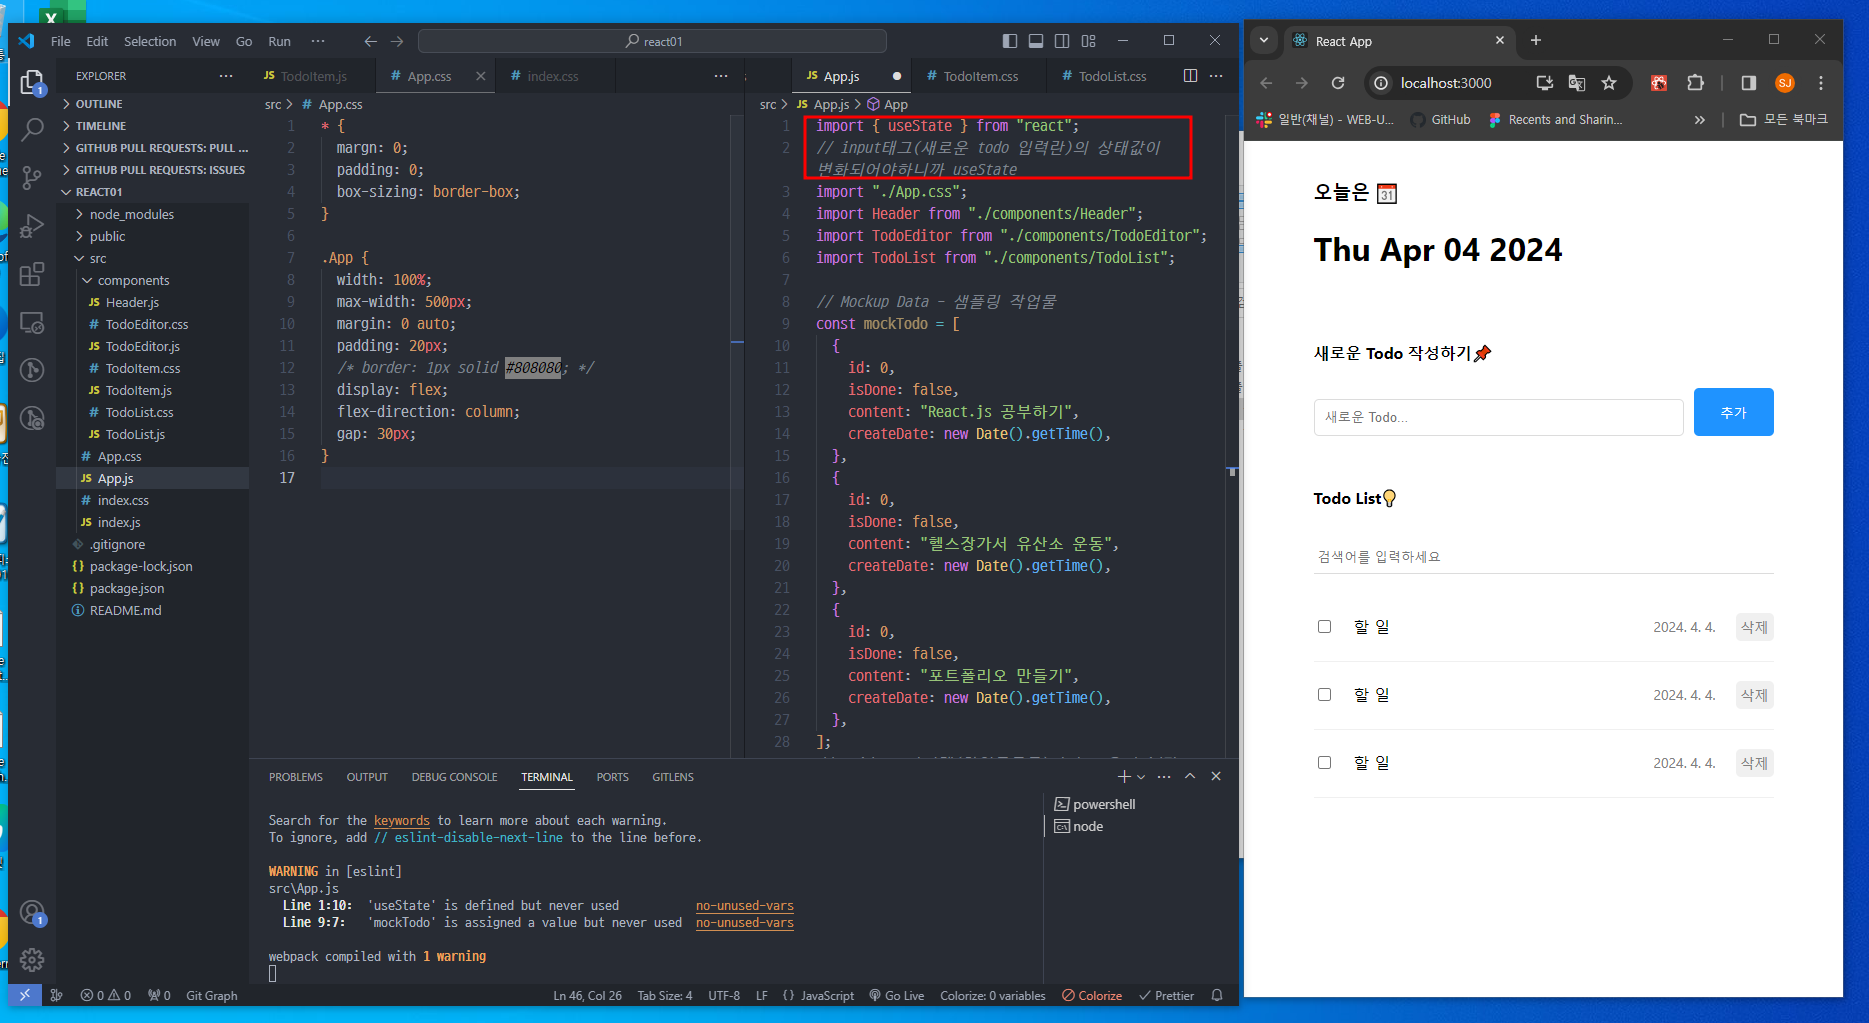 File Edit Selection View Go Run ··· react01
EXPLORER ···
OUTLINE
TIMELINE
GITHUB PULL REQUESTS: PULL ...
GITHUB PULL REQUESTS: ISSUES
REACT01
node_modules
public
src
components
JS Header.js
# TodoEditor.css
JS TodoEditor.js
# TodoItem.css
JS TodoItem.js
# TodoList.css
JS TodoList.js
# App.css
JS App.js
# index.css
JS index.js
.gitignore
{} package-lock.json
{} package.json
README.md
1
1
JS TodoItem.js # App.css # index.css ···
src > # App.css
1 * {
2 margn: 0;
3 padding: 0;
4 box-sizing: border-box;
5 }
6
7 .App {
8 width: 100%;
9 max-width: 500px;
10 margin: 0 auto;
11 padding: 20px;
12 /* border: 1px solid #808080; */
13 display: flex;
14 flex-direction: column;
15 gap: 30px;
16 }
17
JS App.js # TodoItem.css # TodoList.css ···
src > JS App.js > App
1 import { useState } from "react";
2 // input태그(새로운 todo 입력란)의 상태값이
변화되어야하니까 useState
3 import "./App.css";
4 import Header from "./components/Header";
5 import TodoEditor from "./components/TodoEditor";
6 import TodoList from "./components/TodoList";
7
8 // Mockup Data - 샘플링 작업물
9 const mockTodo = [
10 {
11 id: 0,
12 isDone: false,
13 content: "React.js 공부하기",
14 createDate: new Date().getTime(),
15 },
16 {
17 id: 0,
18 isDone: false,
19 content: "헬스장가서 유산소 운동",
20 createDate: new Date().getTime(),
21 },
22 {
23 id: 0,
24 isDone: false,
25 content: "포트폴리오 만들기",
26 createDate: new Date().getTime(),
27 },
28 ];
PROBLEMS OUTPUT DEBUG CONSOLE TERMINAL PORTS GITLENS
Search for the keywords to learn more about each warning.
To ignore, add // eslint-disable-next-line to the line before.
WARNING in [eslint]
src\App.js
Line 1:10: 'useState' is defined but never used no-unused-vars
Line 9:7: 'mockTodo' is assigned a value but never used no-unused-vars
webpack compiled with 1 warning
powershell
node
0 0 0 Git Graph Ln 46, Col 26 Tab Size: 4 UTF-8 LF {} JavaScript Go Live Colorize: 0 variables Colorize Prettier
React App
localhost:3000 SJ
일반(채널) - WEB-U... GitHub Recents and Sharin... » 모든 북마크
오늘은 31
Thu Apr 04 2024
새로운 Todo 작성하기
새로운 Todo... 추가
Todo List
검색어를 입력하세요
할 일 2024. 4. 4. 삭제
할 일 2024. 4. 4. 삭제
할 일 2024. 4. 4. 삭제